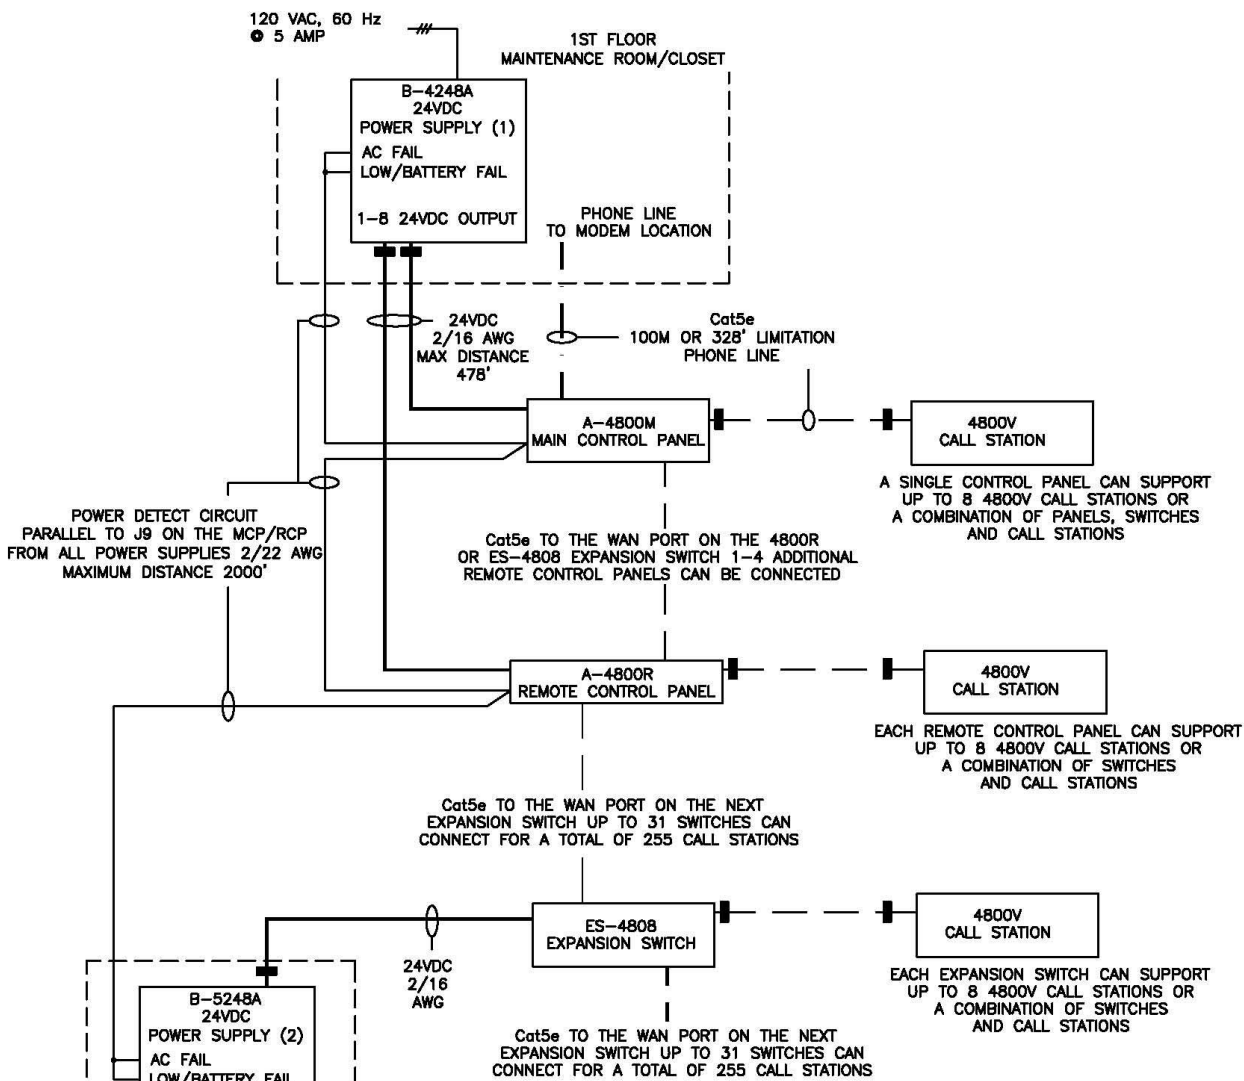 120 VAC, 60 Hz
@ 5 AMP
1ST FLOOR
MAINTENANCE ROOM/CLOSET
B-4248A
24VDC
POWER SUPPLY (1)
AC FAIL
LOW/BATTERY FAIL
1-8 24VDC OUTPUT
PHONE LINE
TO MODEM LOCATION
24VDC
2/16 AWG
MAX DISTANCE
478'
Cat5e
100M OR 328' LIMITATION
PHONE LINE
A-4800M
MAIN CONTROL PANEL
4800V
CALL STATION
A SINGLE CONTROL PANEL CAN SUPPORT
UP TO 8 4800V CALL STATIONS OR
A COMBINATION OF PANELS, SWITCHES
AND CALL STATIONS
POWER DETECT CIRCUIT
PARALLEL TO J9 ON THE MCP/RCP
FROM ALL POWER SUPPLIES 2/22 AWG
MAXIMUM DISTANCE 2000'
Cat5e TO THE WAN PORT ON THE 4800R
OR ES-4808 EXPANSION SWITCH 1-4 ADDITIONAL
REMOTE CONTROL PANELS CAN BE CONNECTED
A-4800R
REMOTE CONTROL PANEL
4800V
CALL STATION
EACH REMOTE CONTROL PANEL CAN SUPPORT
UP TO 8 4800V CALL STATIONS OR
A COMBINATION OF SWITCHES
AND CALL STATIONS
Cat5e TO THE WAN PORT ON THE NEXT
EXPANSION SWITCH UP TO 31 SWITCHES CAN
CONNECT FOR A TOTAL OF 255 CALL STATIONS
ES-4808
EXPANSION SWITCH
4800V
CALL STATION
24VDC
2/16
AWG
EACH EXPANSION SWITCH CAN SUPPORT
UP TO 8 4800V CALL STATIONS OR
A COMBINATION OF SWITCHES
AND CALL STATIONS
B-5248A
24VDC
POWER SUPPLY (2)
AC FAIL
LOW/BATTERY FAIL
Cat5e TO THE WAN PORT ON THE NEXT
EXPANSION SWITCH UP TO 31 SWITCHES CAN
CONNECT FOR A TOTAL OF 255 CALL STATIONS